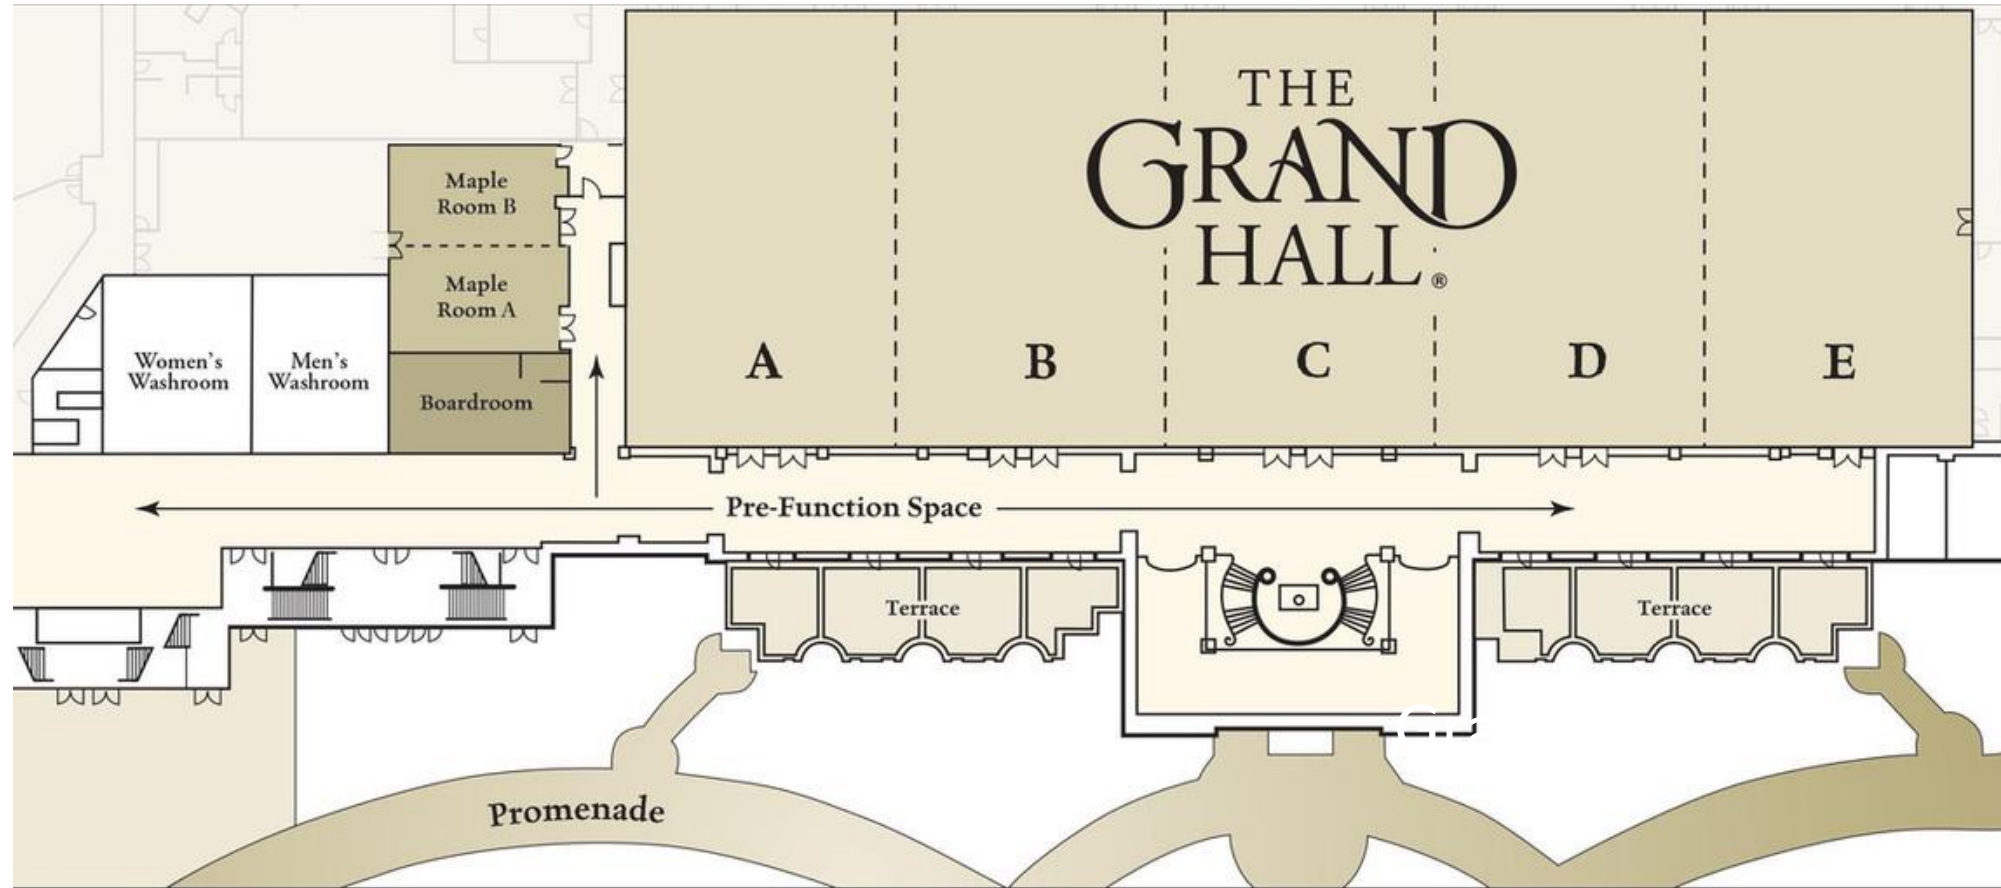 THE
GRAND
HALL®
Maple
Room B
Maple
Room A
Women's
Washroom
Men's
Washroom
Boardroom
A
B
C
D
E
Pre-Function Space
Terrace
Terrace
Promenade